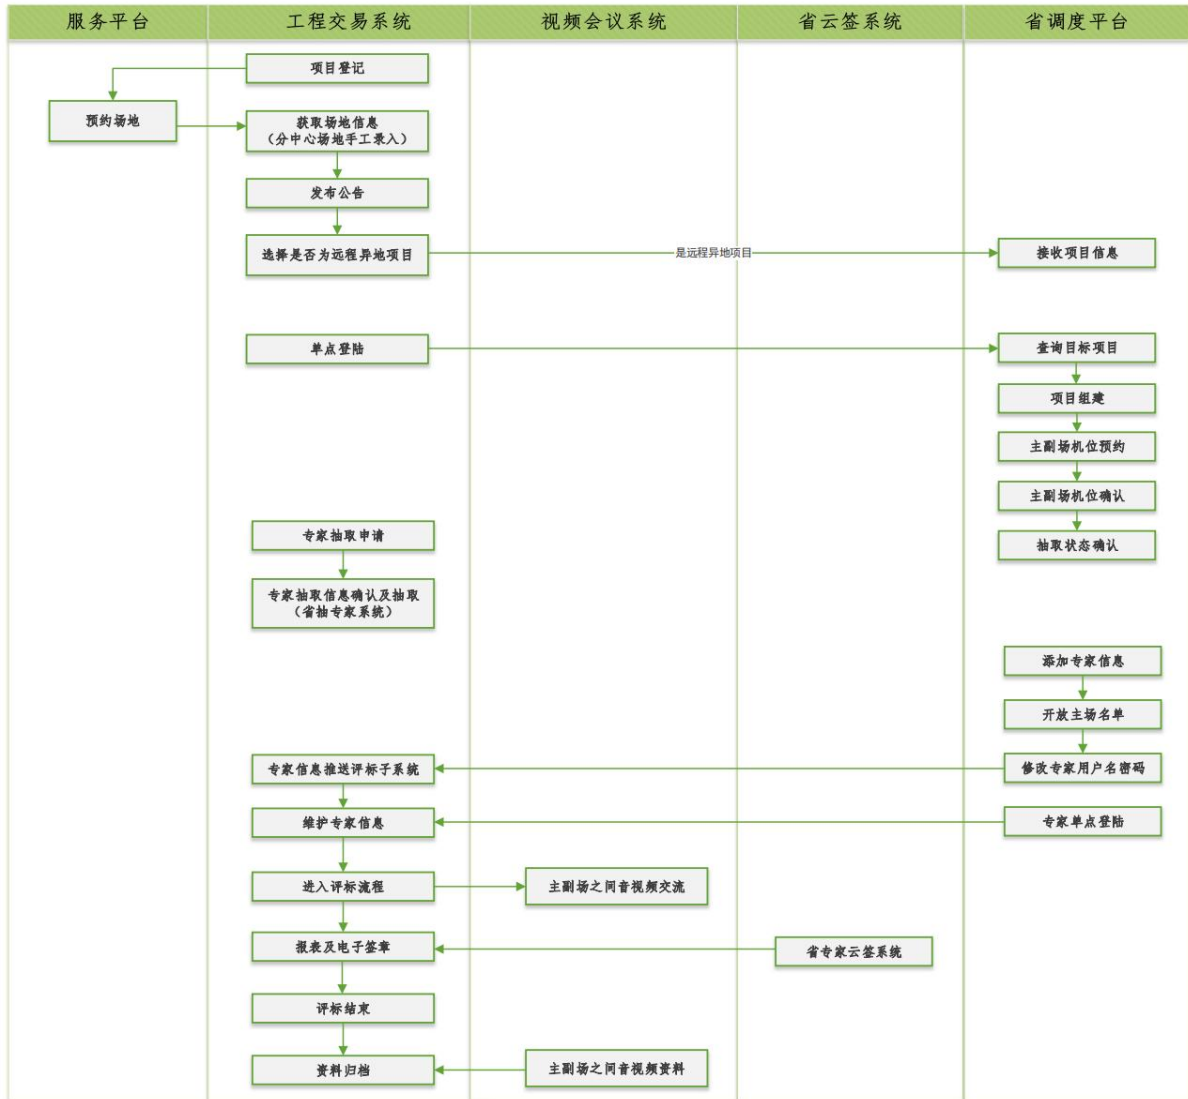 服务平台
工程交易系统
视频会议系统
省云签系统
省调度平台
项目登记
预约场地
获取场地信息
（分中心场地手工录入）
发布公告
选择是否为远程异地项目
是远程异地项目
接收项目信息
单点登陆
查询目标项目
项目组建
主副场机位预约
主副场机位确认
专家抽取申请
抽取状态确认
专家抽取信息确认及抽取
（省抽专家系统）
添加专家信息
开放主场名单
专家信息推送评标子系统
修改专家用户名密码
维护专家信息
专家单点登陆
进入评标流程
主副场之间音视频交流
报表及电子签章
省专家云签系统
评标结束
资料归档
主副场之间音视频资料